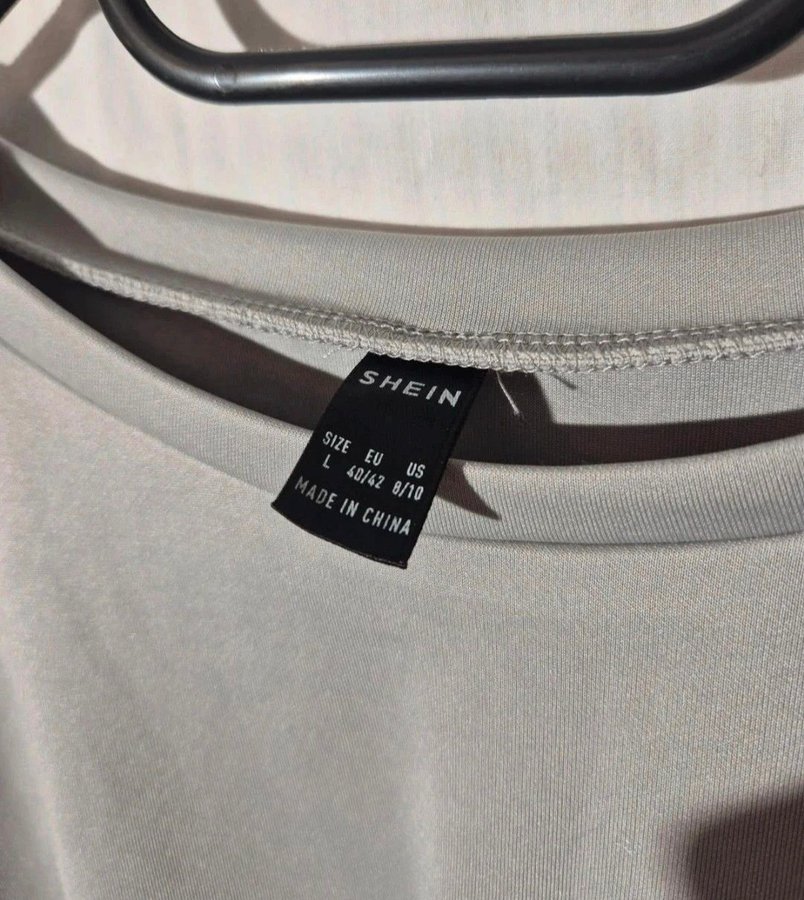 SHEIN
SIZE EU US
L 40/42 8/10
MADE IN CHINA